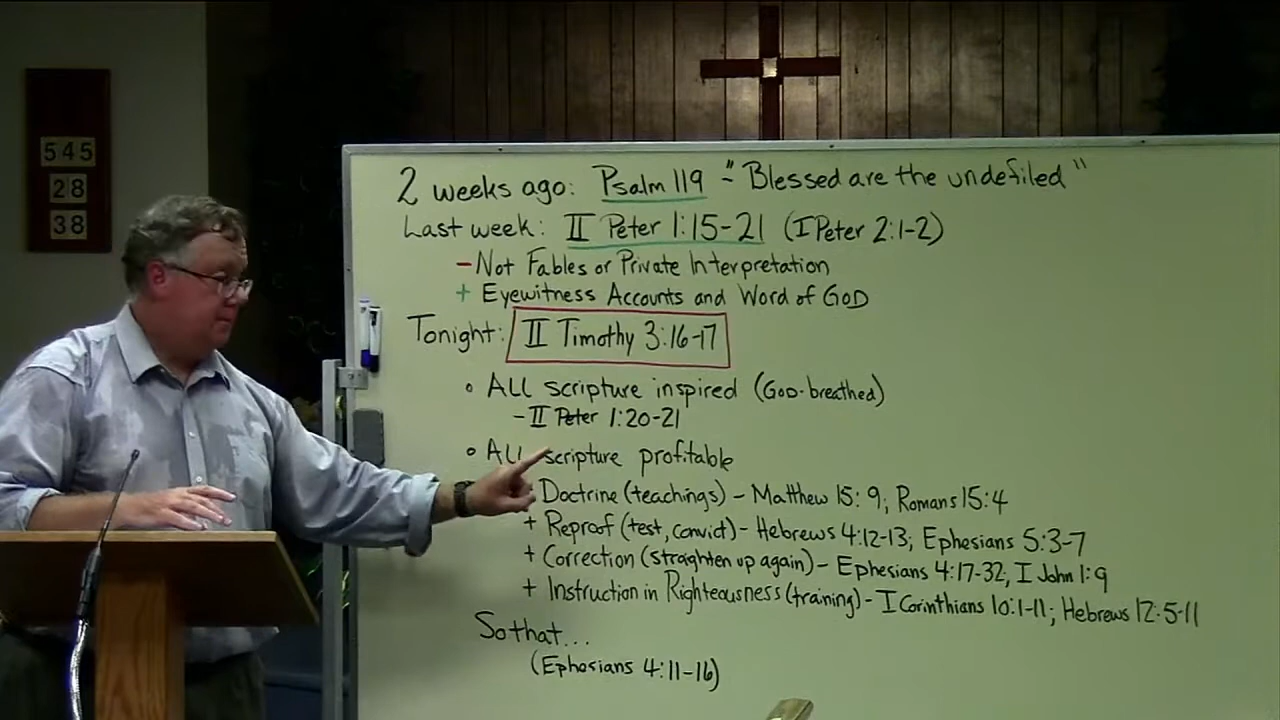 545
28
38
2 weeks ago: Psalm 119 - "Blessed are the undefiled"
Last week: II Peter 1:15-21 (I Peter 2:1-2)
- Not Fables or Private Interpretation
+ Eyewitness Accounts and Word of GOD
Tonight: II Timothy 3:16-17
• ALL scripture inspired (GOD-breathed)
- II Peter 1:20-21
• ALL scripture profitable
Doctrine (teachings) - Matthew 15:9; Romans 15:4
+ Reproof (test, convict) - Hebrews 4:12-13; Ephesians 5:3-7
+ Correction (straighten up again) - Ephesians 4:17-32, I John 1:9
+ Instruction in Righteousness (training) - I Corinthians 10:1-11; Hebrews 12:5-11
So that...
(Ephesians 4:11-16)